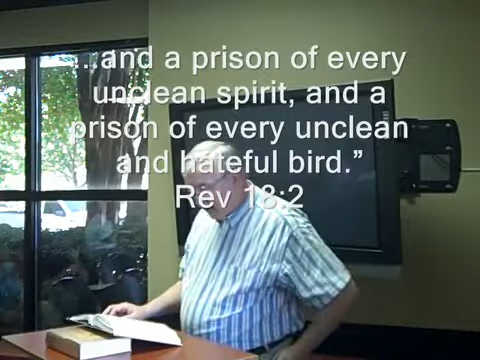 ...and a prison of every
unclean spirit, and a
prison of every unclean
and hateful bird.”
Rev 18:2